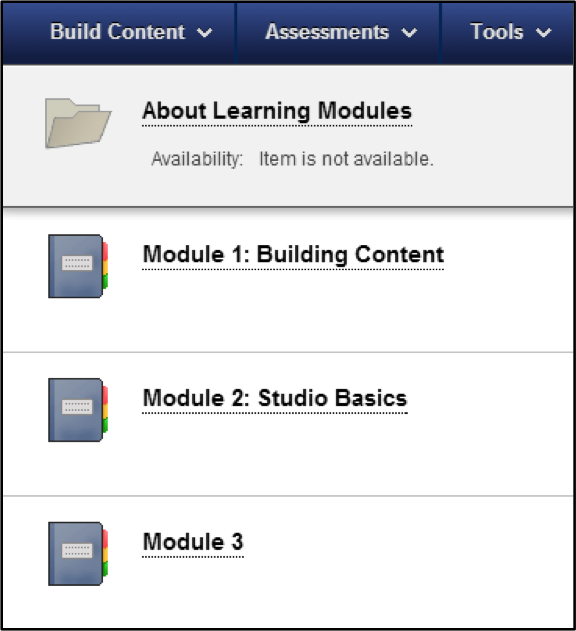 Build Content Assessments Tools
About Learning Modules
Availability: Item is not available.
Module 1: Building Content
Module 2: Studio Basics
Module 3